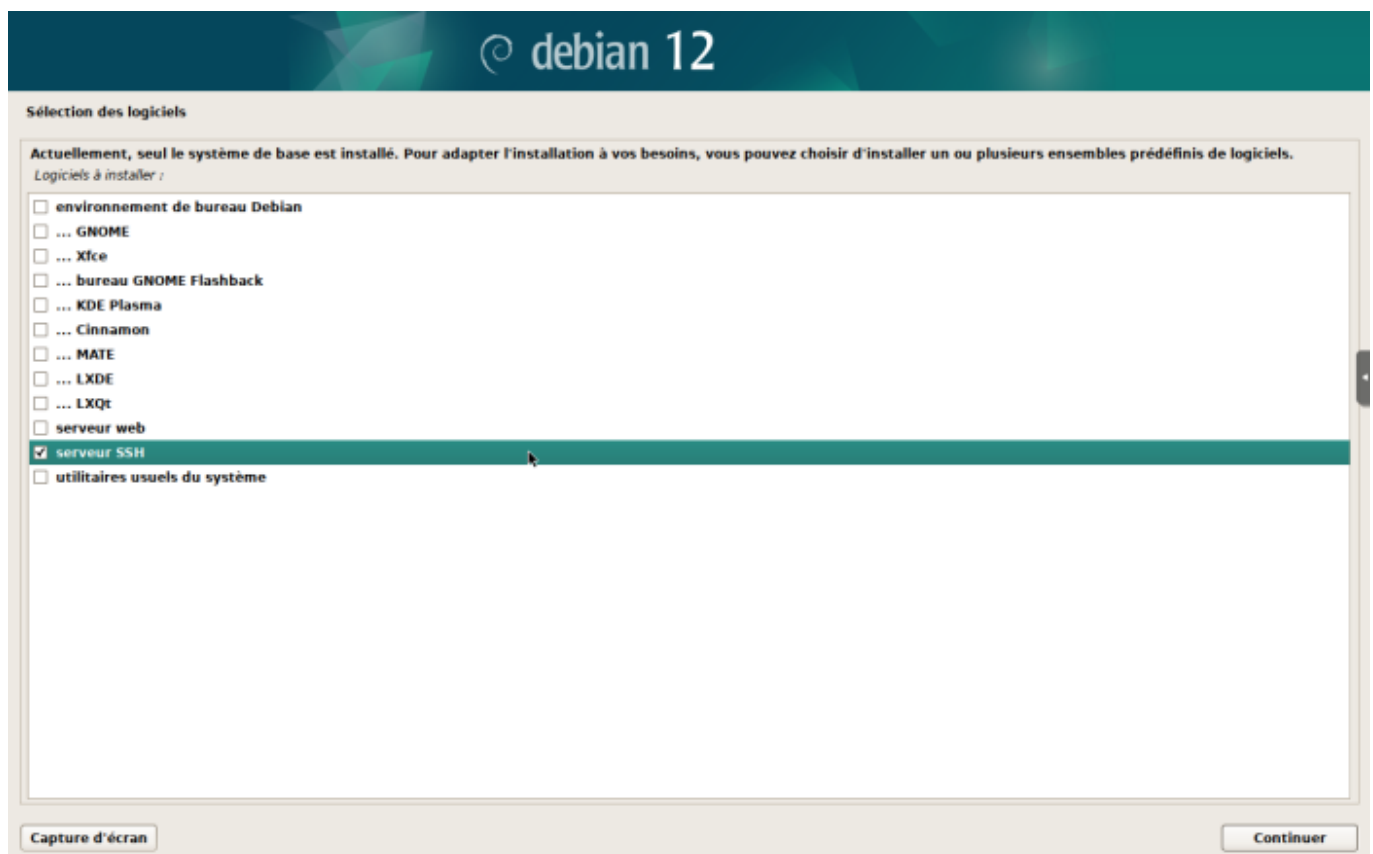 debian 12
Sélection des logiciels
Actuellement, seul le système de base est installé. Pour adapter l'installation à vos besoins, vous pouvez choisir d'installer un ou plusieurs ensembles prédéfinis de logiciels.
Logiciels à installer :
environnement de bureau Debian
... GNOME
... Xfce
... bureau GNOME Flashback
... KDE Plasma
... Cinnamon
... MATE
... LXDE
... LXQt
serveur web
serveur SSH
utilitaires usuels du système
Capture d'écran
Continuer